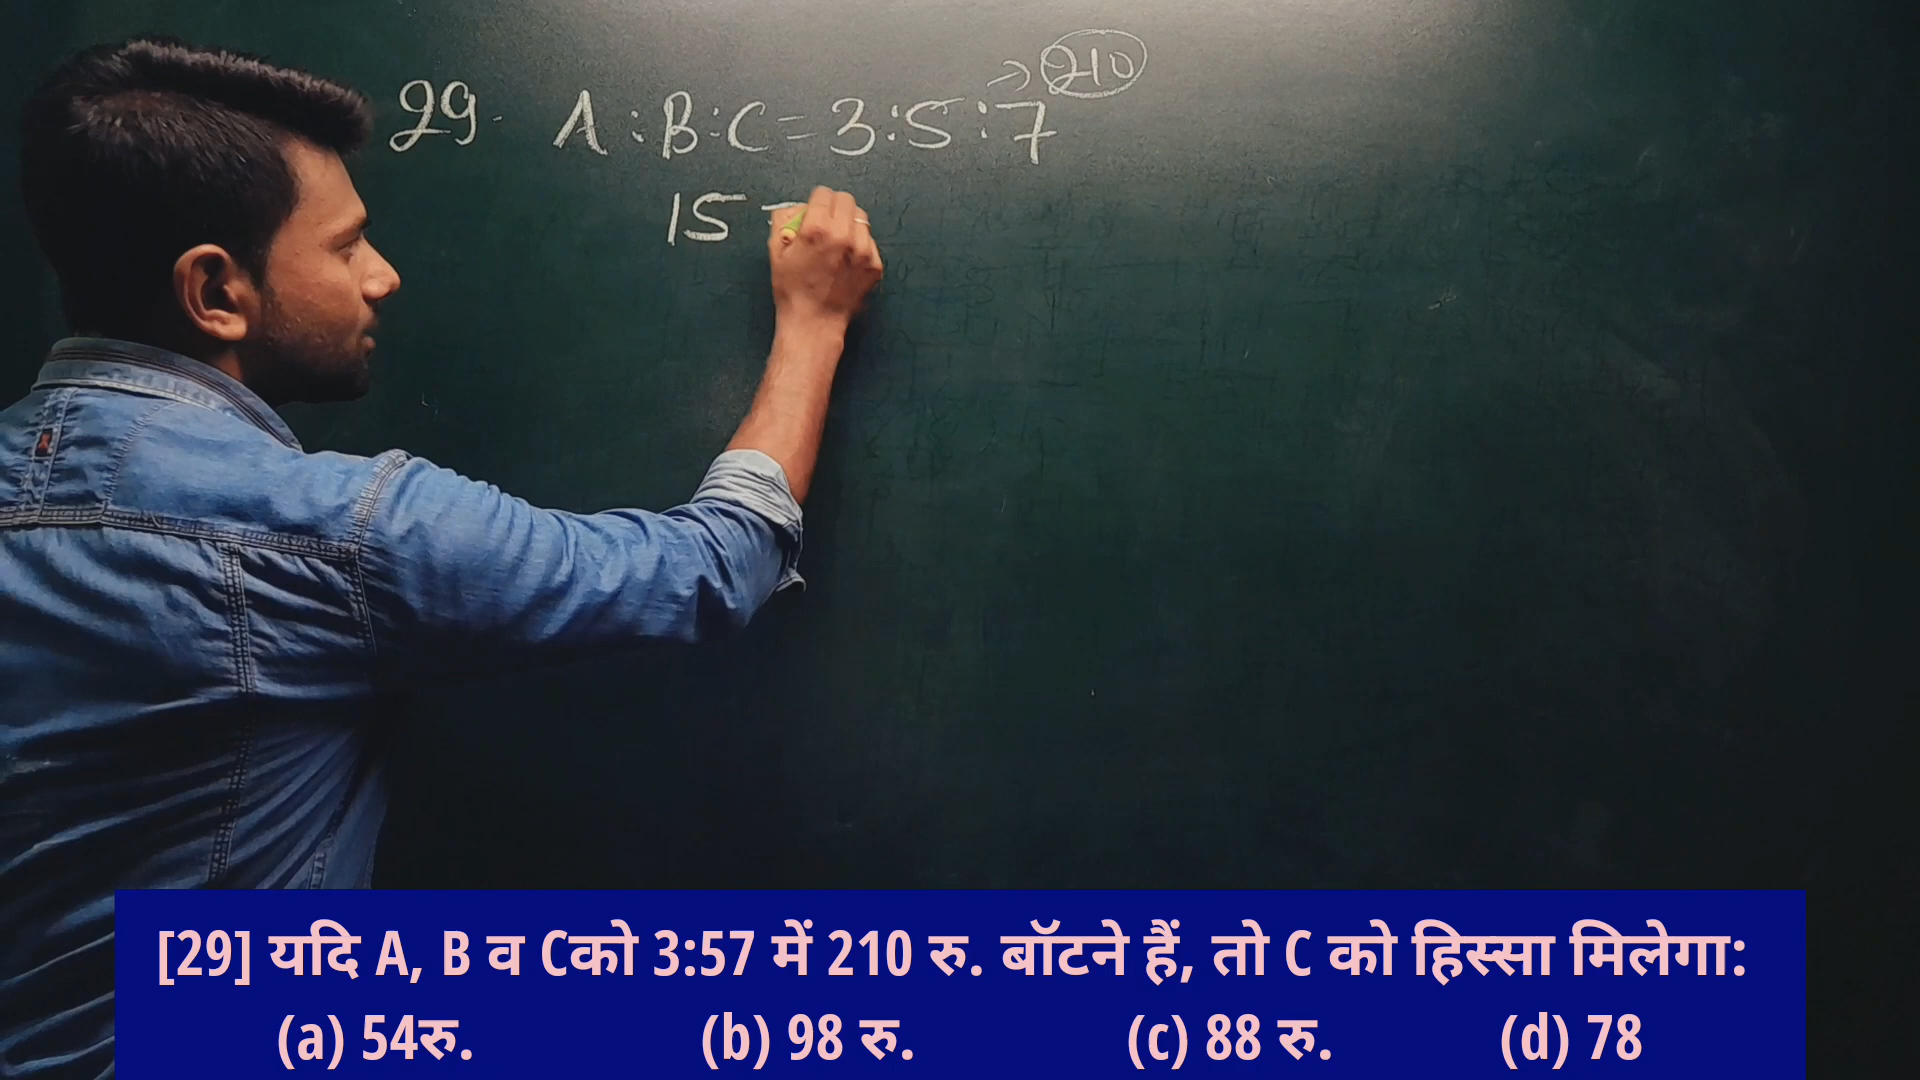 29. A:B:C=3:5:7 → 210
15 =
[29] यदि A, B व Cको 3:57 में 210 रु. बॉटने हैं, तो C को हिस्सा मिलेगा:
(a) 54रु. (b) 98 रु. (c) 88 रु. (d) 78